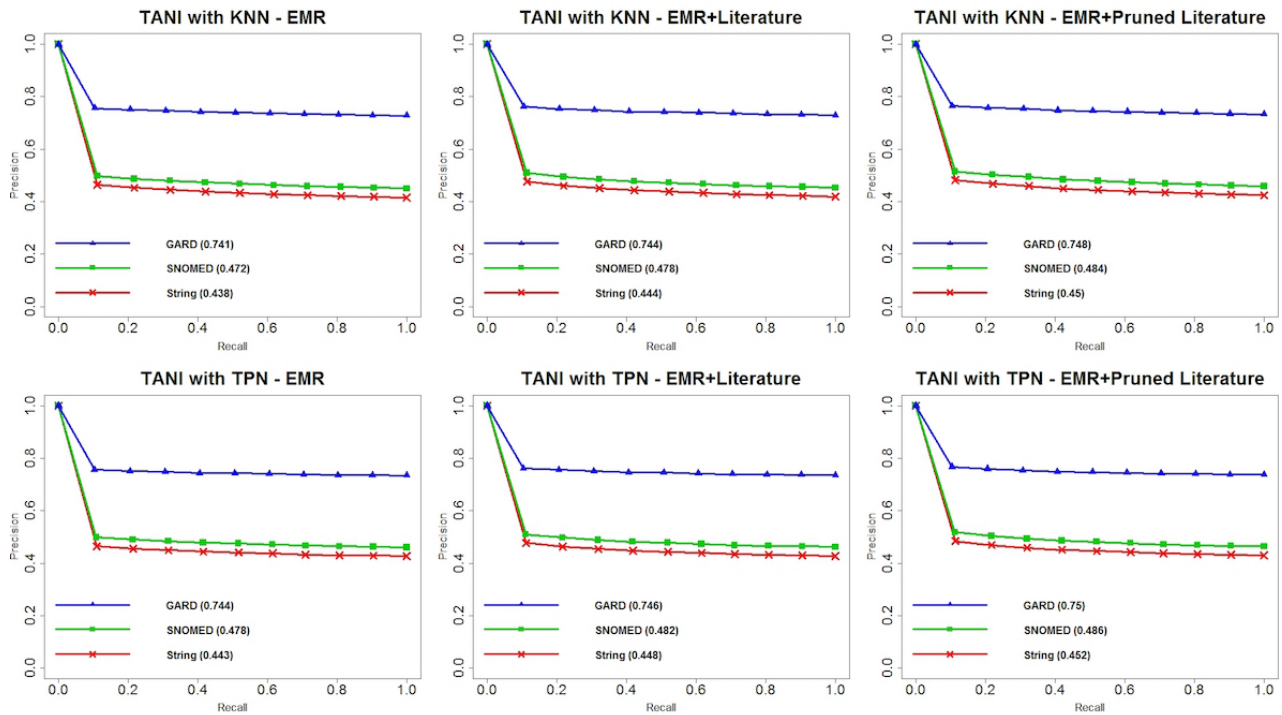 TANI with KNN - EMR
Precision
0.0 0.2 0.4 0.6 0.8 1.0
GARD (0.741)
SNOMED (0.472)
String (0.438)
0.0 0.2 0.4 0.6 0.8 1.0
Recall
TANI with KNN - EMR+Literature
Precision
0.0 0.2 0.4 0.6 0.8 1.0
GARD (0.744)
SNOMED (0.478)
String (0.444)
0.0 0.2 0.4 0.6 0.8 1.0
Recall
TANI with KNN - EMR+Pruned Literature
Precision
0.0 0.2 0.4 0.6 0.8 1.0
GARD (0.748)
SNOMED (0.484)
String (0.45)
0.0 0.2 0.4 0.6 0.8 1.0
Recall
TANI with TPN - EMR
Precision
0.0 0.2 0.4 0.6 0.8 1.0
GARD (0.744)
SNOMED (0.478)
String (0.443)
0.0 0.2 0.4 0.6 0.8 1.0
Recall
TANI with TPN - EMR+Literature
Precision
0.0 0.2 0.4 0.6 0.8 1.0
GARD (0.746)
SNOMED (0.482)
String (0.448)
0.0 0.2 0.4 0.6 0.8 1.0
Recall
TANI with TPN - EMR+Pruned Literature
Precision
0.0 0.2 0.4 0.6 0.8 1.0
GARD (0.75)
SNOMED (0.486)
String (0.452)
0.0 0.2 0.4 0.6 0.8 1.0
Recall